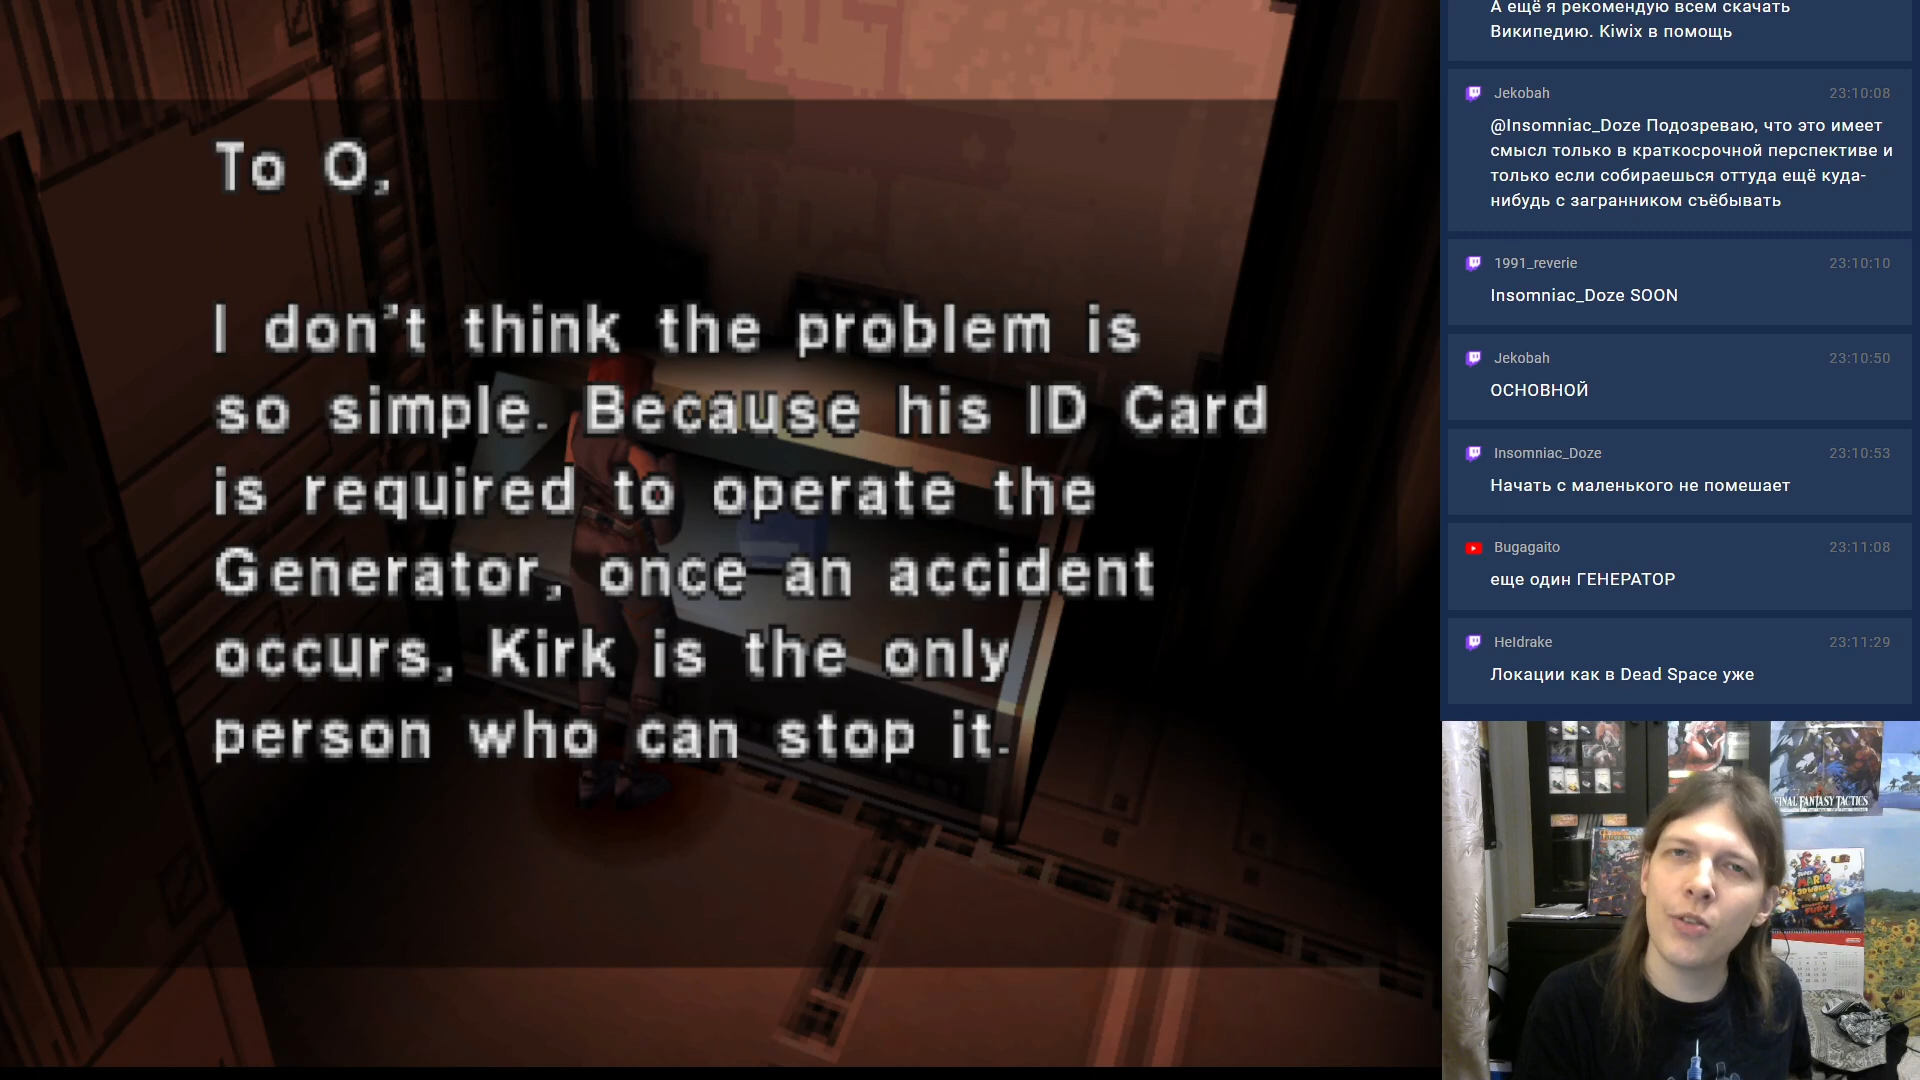 To O,
I don't think the problem is
so simple. Because his ID Card
is required to operate the
Generator, once an accident
occurs, Kirk is the only
person who can stop it.
А ещё я рекомендую всем скачать
Википедию. Kiwix в помощь
Jekobah 23:10:08
@Insomniac_Doze Подозреваю, что это имеет
смысл только в краткосрочной перспективе и
только если собираешься оттуда ещё куда-
нибудь с загранником съёбывать
1991_reverie 23:10:10
Insomniac_Doze SOON
Jekobah 23:10:50
ОСНОВНОЙ
Insomniac_Doze 23:10:53
Начать с маленького не помешает
Bugagaito 23:11:08
еще один ГЕНЕРАТОР
Heldrake 23:11:29
Локации как в Dead Space уже
FINAL FANTASY TACTICS
SUPER
MARIO
3D WORLD
FURY